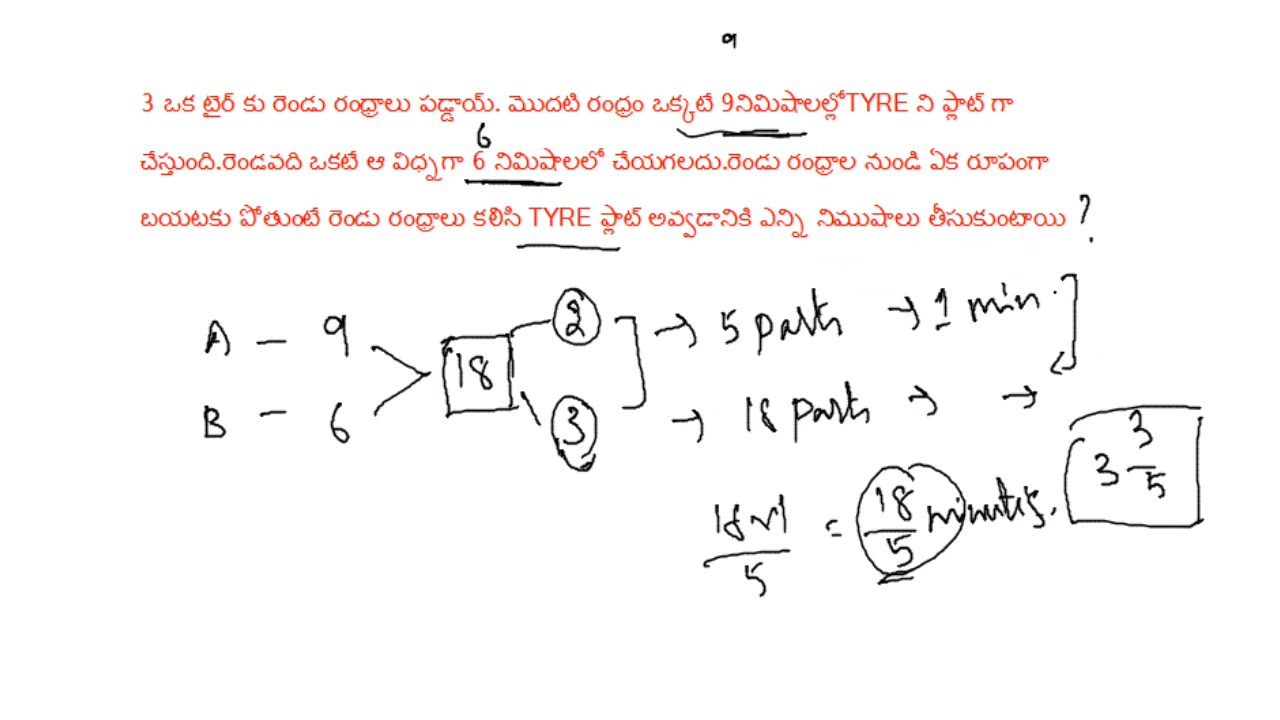 9
3 ఒక టైర్ కు రెండు రంధ్రాలు పడ్డాయ్. మొదటి రంధ్రం ఒక్కటే 9నిమిషాలల్లోTYRE ని ఫ్లాట్ గా
6
చేస్తుంది.రెండవది ఒకటే ఆ విధ్నగా 6 నిమిషాలలో చేయగలదు.రెండు రంధ్రాల నుండి ఏక రూపంగా
బయటకు పోతుంటే రెండు రంధ్రాలు కలిసి TYRE ఫ్లాట్ అవ్వడానికి ఎన్ని నిముషాలు తీసుకుంటాయి ?
A - 9 18 2 → 5 parts → 1 min.
B - 6 3 → 18 parts → →
18×1/5 = 18/5 minutes. 3 3/5